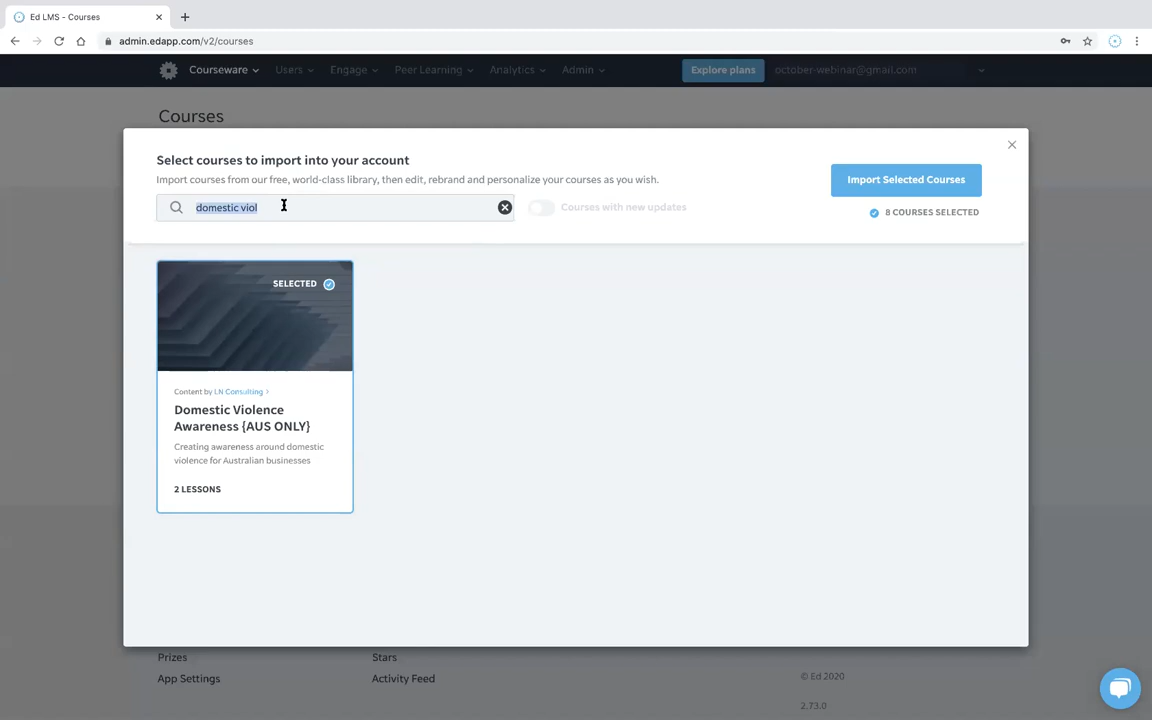 Ed LMS - Courses
admin.edapp.com/v2/courses
Courseware Users Engage Peer Learning Analytics Admin Explore plans october-webinar@gmail.com
Courses
Select courses to import into your account
Import courses from our free, world-class library, then edit, rebrand and personalize your courses as you wish.
Import Selected Courses
domestic viol
Courses with new updates
8 COURSES SELECTED
SELECTED
Content by LN Consulting >
Domestic Violence
Awareness {AUS ONLY}
Creating awareness around domestic
violence for Australian businesses
2 LESSONS
Prizes Stars
App Settings Activity Feed
© Ed 2020
2.73.0